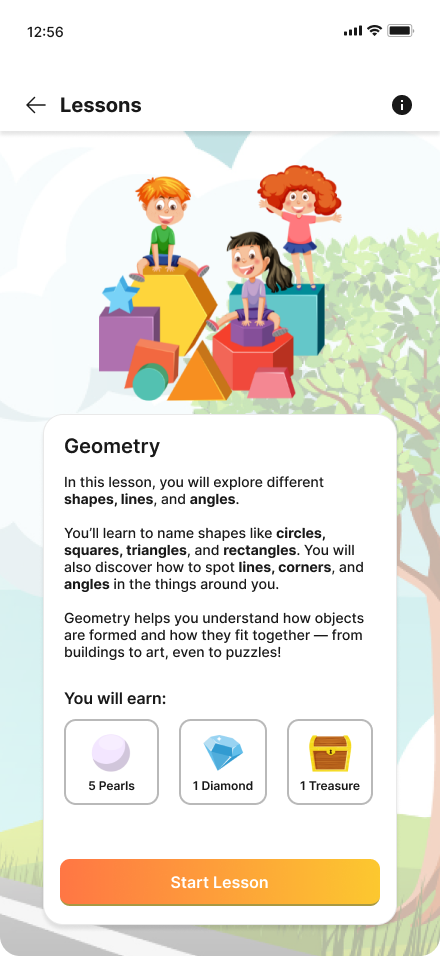 12:56
Lessons
Geometry
In this lesson, you will explore different
shapes, lines, and angles.
You’ll learn to name shapes like circles,
squares, triangles, and rectangles. You will
also discover how to spot lines, corners, and
angles in the things around you.
Geometry helps you understand how objects
are formed and how they fit together — from
buildings to art, even to puzzles!
You will earn:
5 Pearls
1 Diamond
1 Treasure
Start Lesson